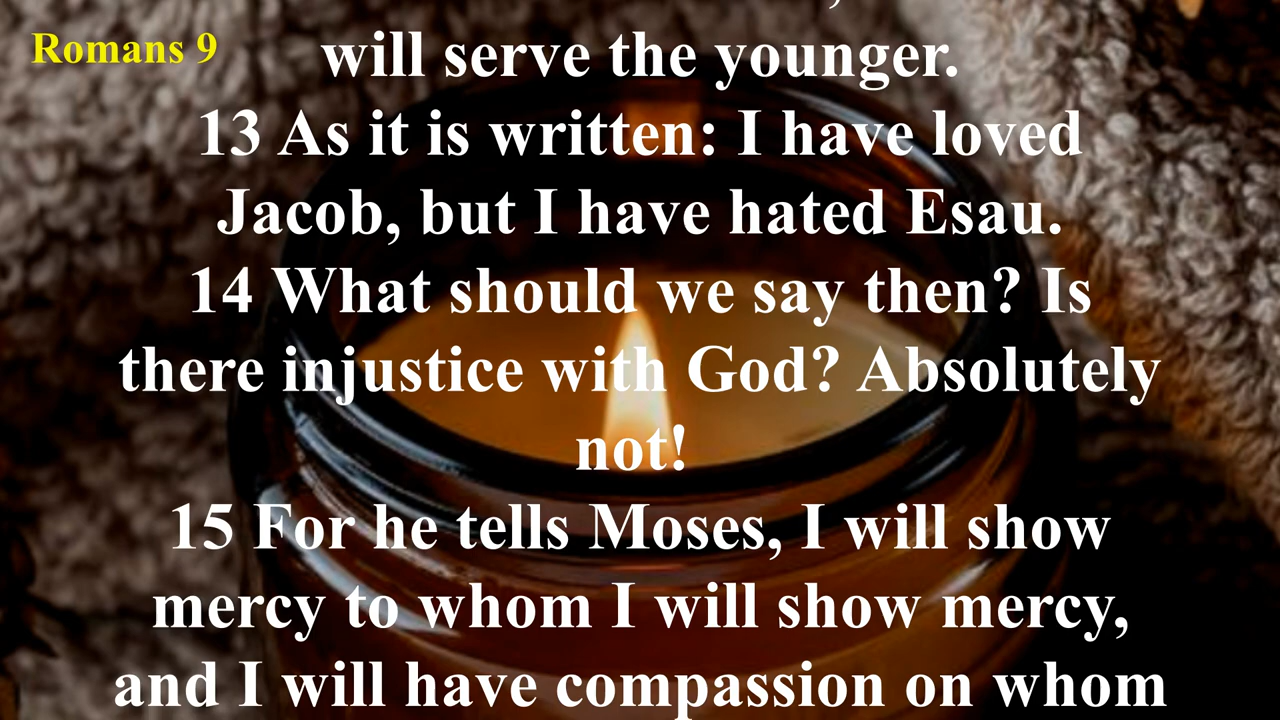 Romans 9
will serve the younger.
13 As it is written: I have loved
Jacob, but I have hated Esau.
14 What should we say then? Is
there injustice with God? Absolutely
not!
15 For he tells Moses, I will show
mercy to whom I will show mercy,
and I will have compassion on whom